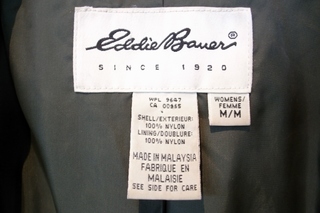 Eddie Bauer®
SINCE 1920
WPL 9647
CA 00935
SHELL/EXTERIEUR:
100% NYLON
LINING/DOUBLURE:
100% NYLON
MADE IN MALAYSIA
FABRIQUE EN
MALAISIE
SEE SIDE FOR CARE
WOMENS/
FEMME
M/M